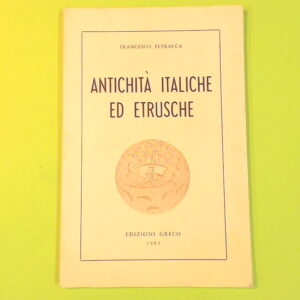 FRANCESCO PETRACCA
ANTICHITÀ ITALICHE
ED ETRUSCHE
EDIZIONI GRECO